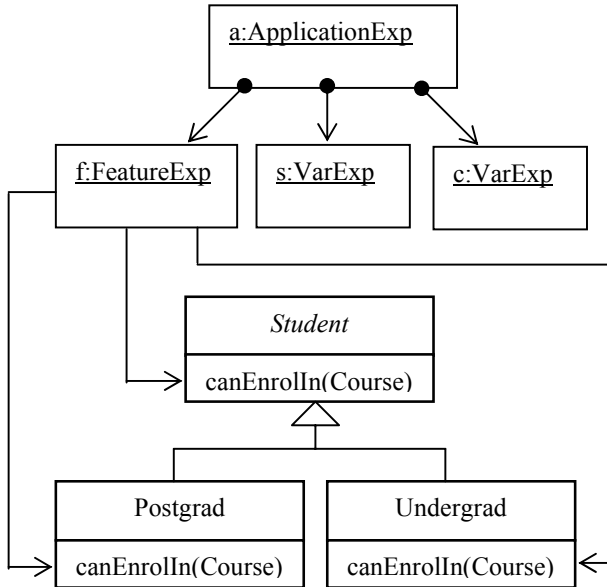 a:ApplicationExp
f:FeatureExp
s:VarExp
c:VarExp
Student
canEnrolIn(Course)
Postgrad
Undergrad
canEnrolIn(Course)
canEnrolIn(Course)